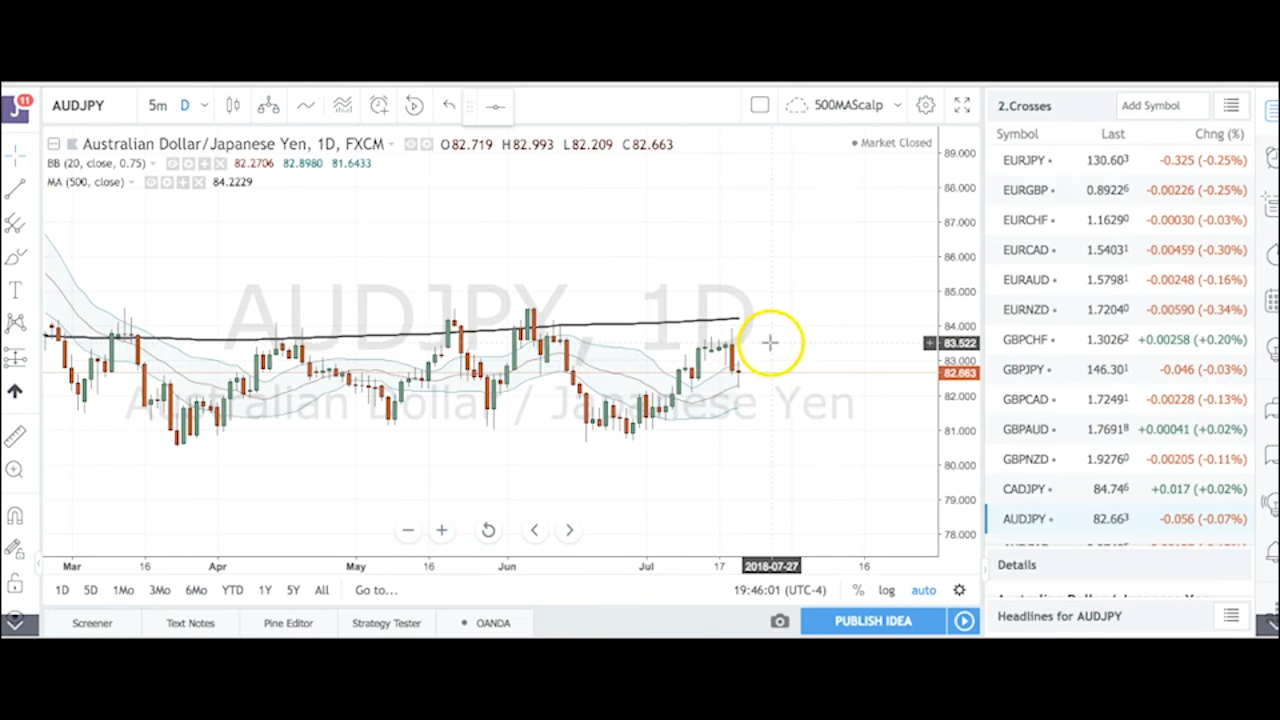 11
AUDJPY 5m D 500MAScalp
Australian Dollar/Japanese Yen, 1D, FXCM O82.719 H82.993 L82.209 C82.663
Market Closed
BB (20, close, 0.75) 82.2706 82.8980 81.6433
MA (500, close) 84.2229
AUDJPY, 1D
Australian Dollar / Japanese Yen
89.000
88.000
87.000
86.000
85.000
84.000
83.522
83.000
82.663
82.000
81.000
80.000
79.000
78.000
Mar 16 Apr May 16 Jun Jul 17 2018-07-27 16
1D 5D 1Mo 3Mo 6Mo YTD 1Y 5Y All Go to... 19:46:01 (UTC-4) % log auto
Screener Text Notes Pine Editor Strategy Tester OANDA PUBLISH IDEA
2.Crosses Add Symbol
Symbol Last Chng (%)
EURJPY 130.603 -0.325 (-0.25%)
EURGBP 0.89226 -0.00226 (-0.25%)
EURCHF 1.16290 -0.00030 (-0.03%)
EURCAD 1.54031 -0.00459 (-0.30%)
EURAUD 1.57981 -0.00248 (-0.16%)
EURNZD 1.72040 -0.00590 (-0.34%)
GBPCHF 1.30262 +0.00258 (+0.20%)
GBPJPY 146.301 -0.046 (-0.03%)
GBPCAD 1.72491 -0.00228 (-0.13%)
GBPAUD 1.76918 +0.00041 (+0.02%)
GBPNZD 1.92760 -0.00205 (-0.11%)
CADJPY 84.746 +0.017 (+0.02%)
AUDJPY 82.663 -0.056 (-0.07%)
Details
Headlines for AUDJPY